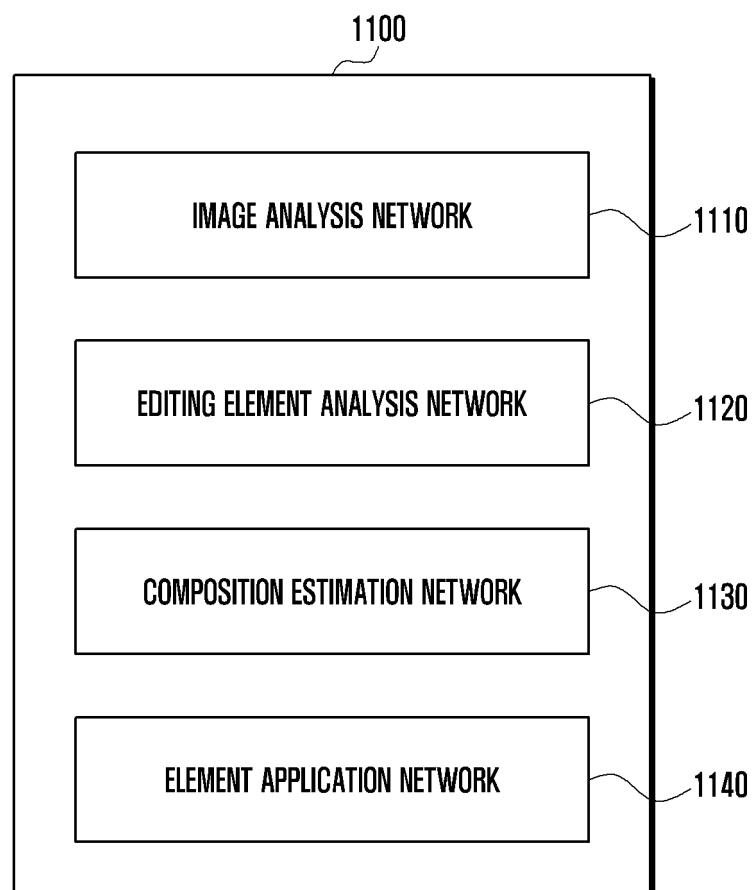 1100
IMAGE ANALYSIS NETWORK
1110
EDITING ELEMENT ANALYSIS NETWORK
1120
COMPOSITION ESTIMATION NETWORK
1130
ELEMENT APPLICATION NETWORK
1140